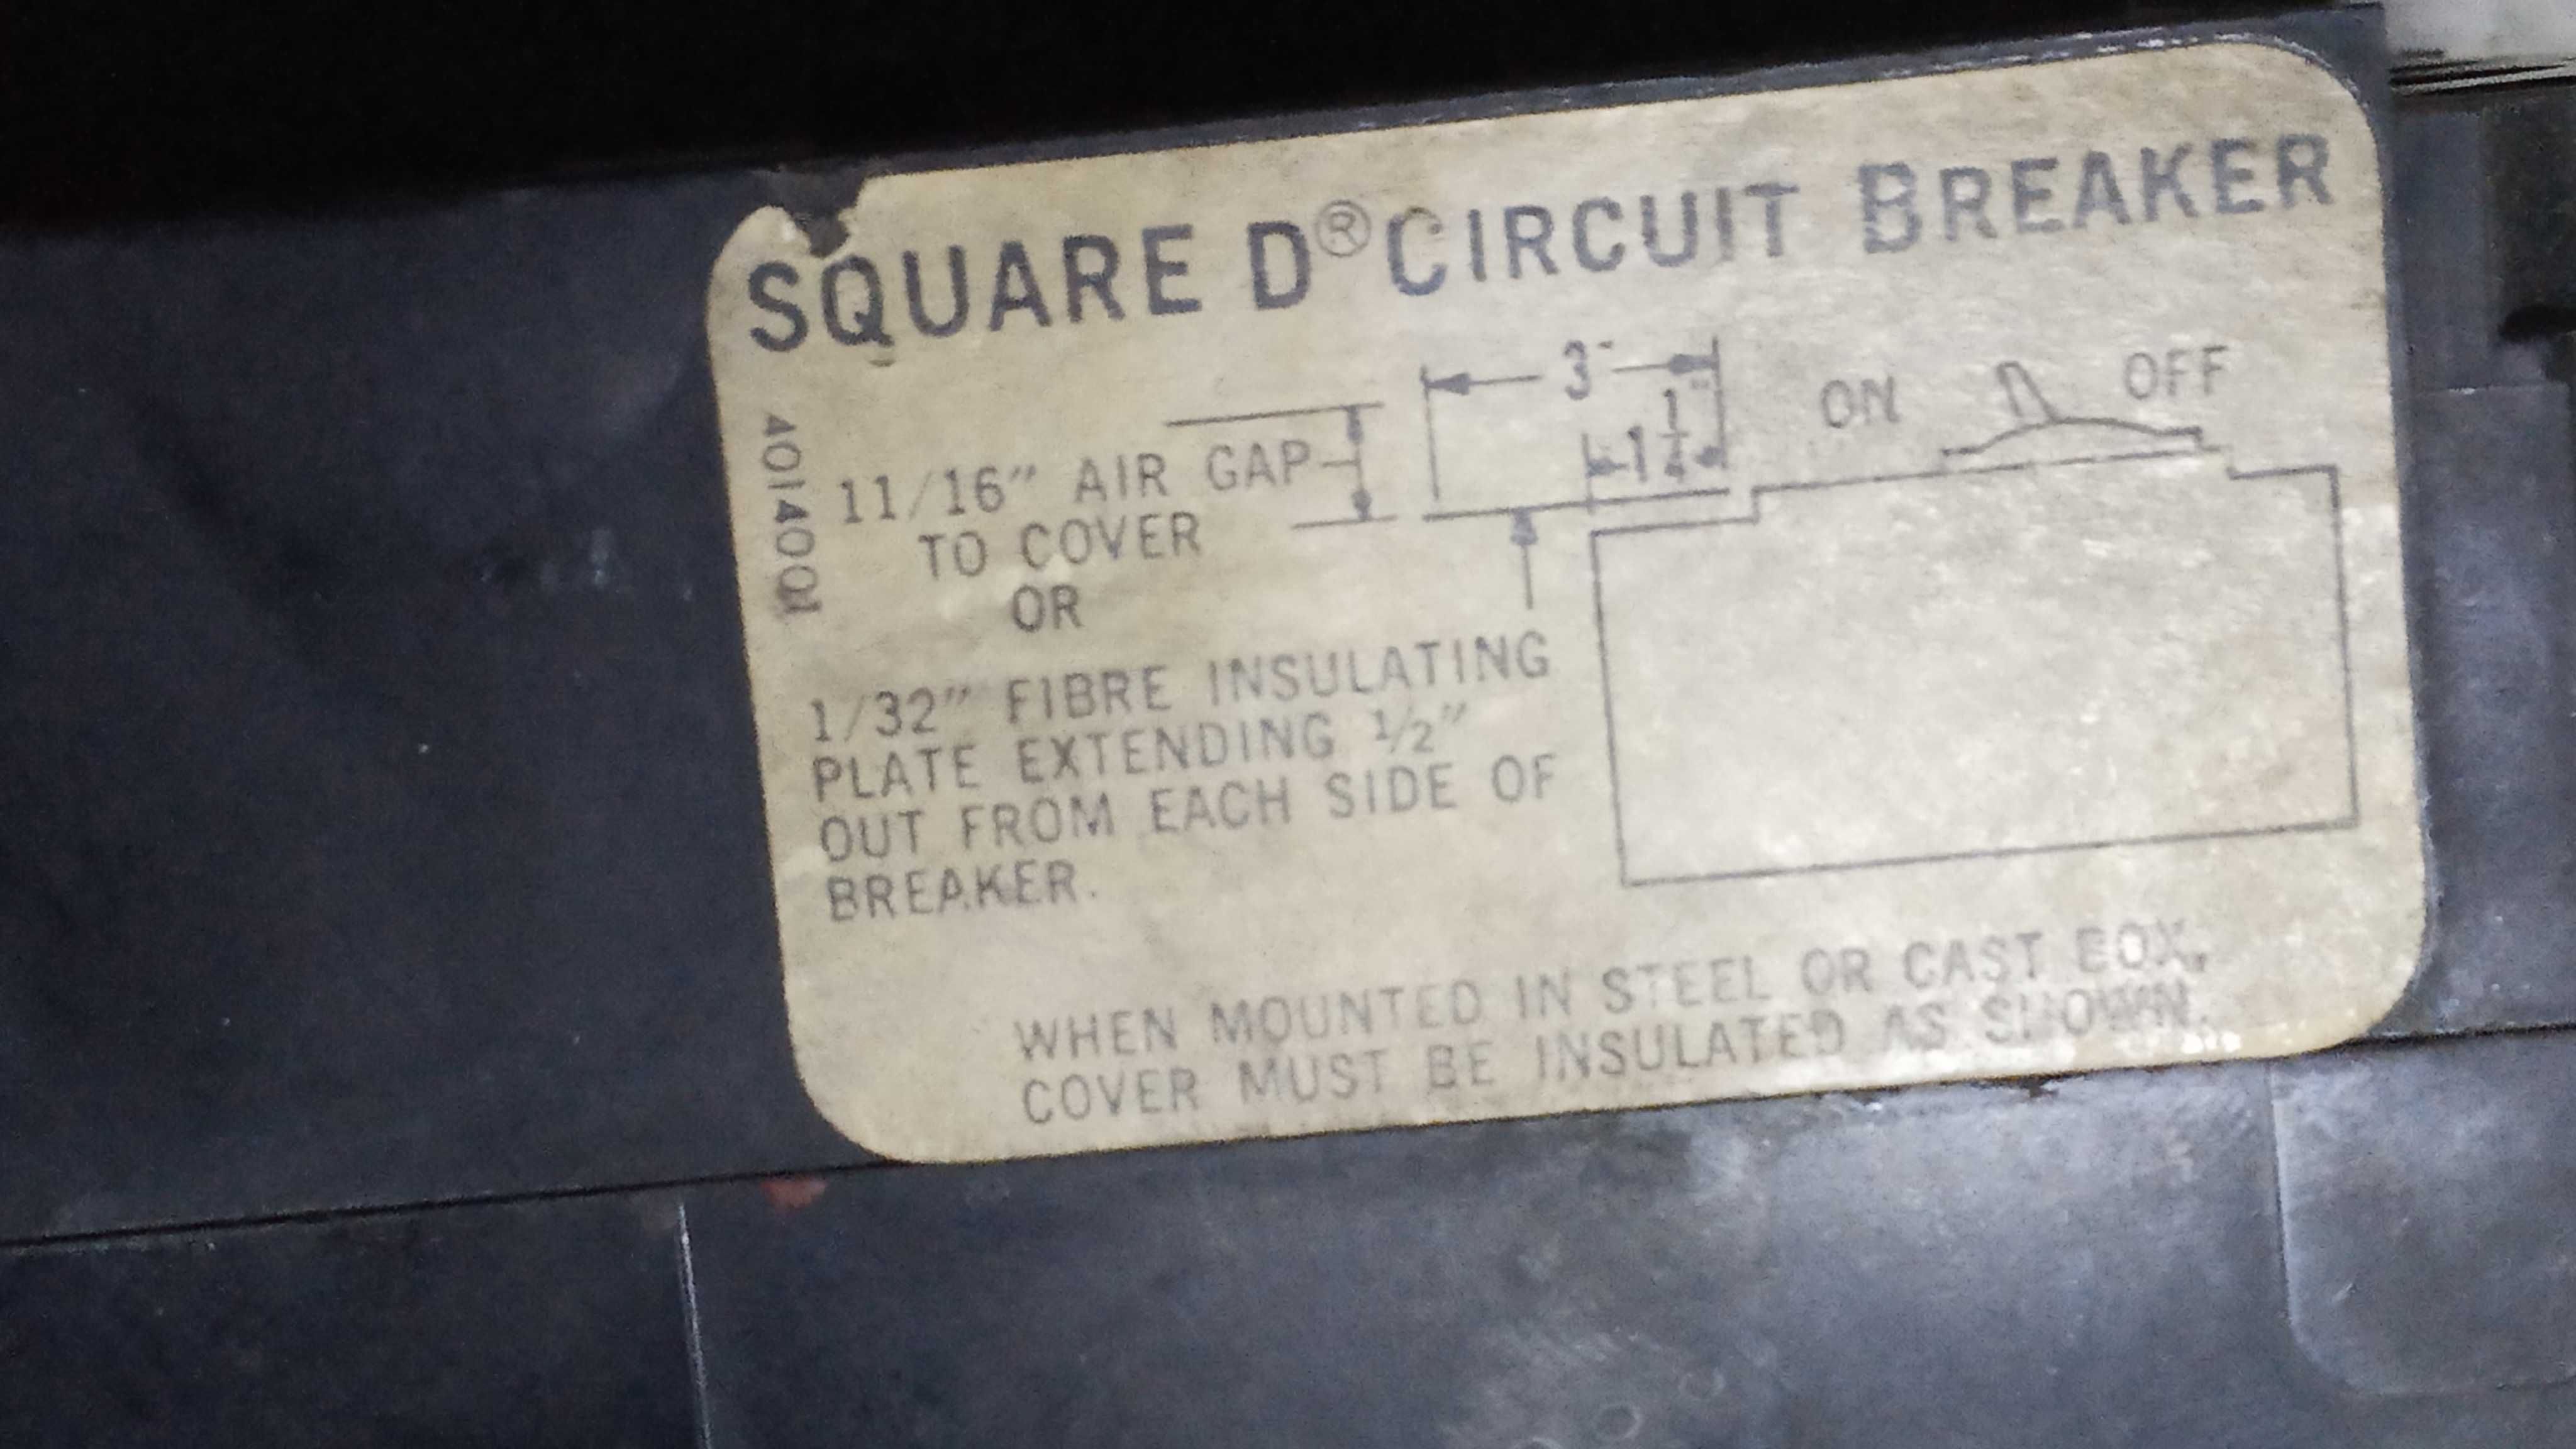 SQUARE D® CIRCUIT BREAKER
3"
1 1/4"
ON OFF
40140001
11/16" AIR GAP
TO COVER
OR
1/32" FIBRE INSULATING
PLATE EXTENDING ½"
OUT FROM EACH SIDE OF
BREAKER.
WHEN MOUNTED IN STEEL OR CAST BOX,
COVER MUST BE INSULATED AS SHOWN.